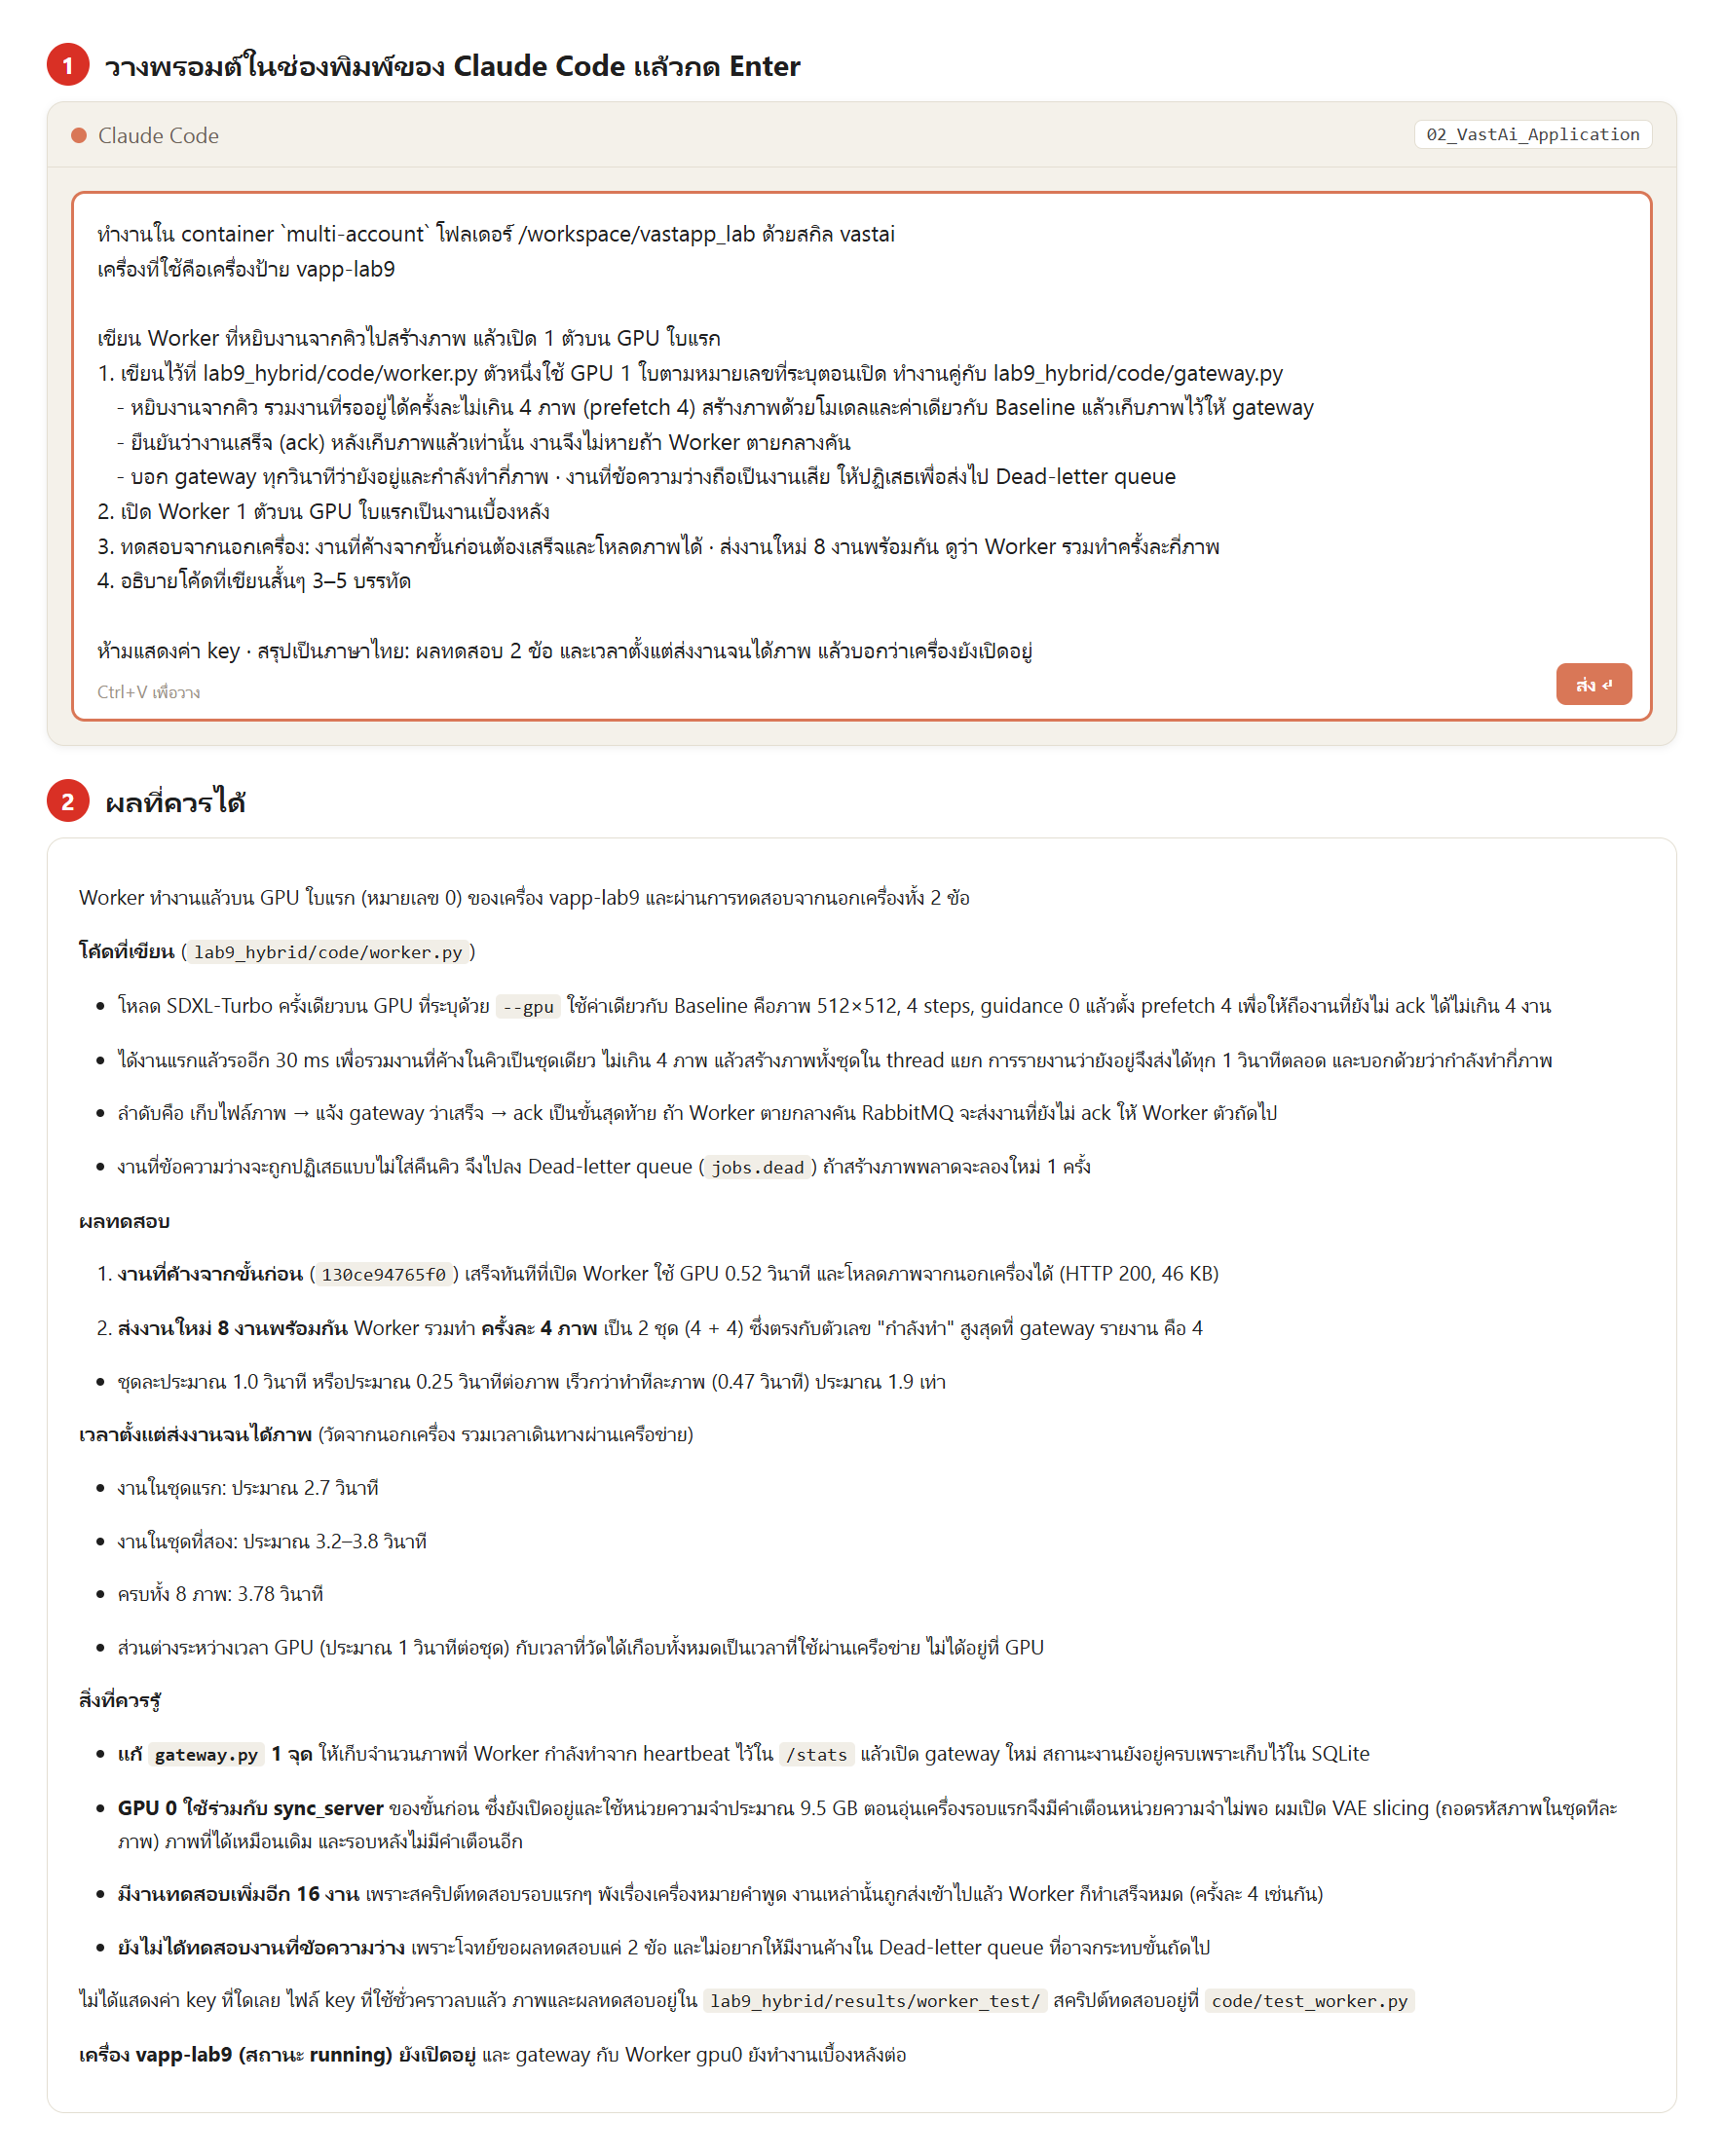 1 วางพรอมต์ในช่องพิมพ์ของ Claude Code แล้วกด Enter
Claude Code
02_VastAi_Application
ทำงานใน container `multi-account` โฟลเดอร์ /workspace/vastapp_lab ด้วยสกิล vastai
เครื่องที่ใช้คือเครื่องป้าย vapp-lab9
เขียน Worker ที่หยิบงานจากคิวไปสร้างภาพ แล้วเปิด 1 ตัวบน GPU ใบแรก
1. เขียนไว้ที่ lab9_hybrid/code/worker.py ตัวหนึ่งใช้ GPU 1 ใบตามหมายเลขที่ระบุตอนเปิด ทำงานคู่กับ lab9_hybrid/code/gateway.py
- หยิบงานจากคิว รวมงานที่รออยู่ได้ครั้งละไม่เกิน 4 ภาพ (prefetch 4) สร้างภาพด้วยโมเดลและค่าเดียวกับ Baseline แล้วเก็บภาพไว้ให้ gateway
- ยืนยันว่างานเสร็จ (ack) หลังเก็บภาพแล้วเท่านั้น งานจึงไม่หายถ้า Worker ตายกลางคัน
- บอก gateway ทุกวินาทีว่ายังอยู่และกำลังทำกี่ภาพ · งานที่ข้อความว่างถือเป็นงานเสีย ให้ปฏิเสธเพื่อส่งไป Dead-letter queue
2. เปิด Worker 1 ตัวบน GPU ใบแรกเป็นงานเบื้องหลัง
3. ทดสอบจากนอกเครื่อง: งานที่ค้างจากขั้นก่อนต้องเสร็จและโหลดภาพได้ · ส่งงานใหม่ 8 งานพร้อมกัน ดูว่า Worker รวมทำครั้งละกี่ภาพ
4. อธิบายโค้ดที่เขียนสั้นๆ 3–5 บรรทัด
ห้ามแสดงค่า key · สรุปเป็นภาษาไทย: ผลทดสอบ 2 ข้อ และเวลาตั้งแต่ส่งงานจนได้ภาพ แล้วบอกว่าเครื่องยังเปิดอยู่
Ctrl+V เพื่อวาง
ส่ง ↵
2 ผลที่ควรได้
Worker ทำงานแล้วบน GPU ใบแรก (หมายเลข 0) ของเครื่อง vapp-lab9 และผ่านการทดสอบจากนอกเครื่องทั้ง 2 ข้อ
โค้ดที่เขียน (lab9_hybrid/code/worker.py)
• โหลด SDXL-Turbo ครั้งเดียวบน GPU ที่ระบุด้วย --gpu ใช้ค่าเดียวกับ Baseline คือภาพ 512×512, 4 steps, guidance 0 แล้วตั้ง prefetch 4 เพื่อให้ถืองานที่ยังไม่ ack ได้ไม่เกิน 4 งาน
• ได้งานแรกแล้วรออีก 30 ms เพื่อรวมงานที่ค้างในคิวเป็นชุดเดียว ไม่เกิน 4 ภาพ แล้วสร้างภาพทั้งชุดใน thread แยก การรายงานว่ายังอยู่จึงส่งได้ทุก 1 วินาทีตลอด และบอกด้วยว่ากำลังทำกี่ภาพ
• ลำดับคือ เก็บไฟล์ภาพ → แจ้ง gateway ว่าเสร็จ → ack เป็นขั้นสุดท้าย ถ้า Worker ตายกลางคัน RabbitMQ จะส่งงานที่ยังไม่ ack ให้ Worker ตัวถัดไป
• งานที่ข้อความว่างจะถูกปฏิเสธแบบไม่ใส่คืนคิว จึงไปลง Dead-letter queue (jobs.dead) ถ้าสร้างภาพพลาดจะลองใหม่ 1 ครั้ง
ผลทดสอบ
1. งานที่ค้างจากขั้นก่อน (130ce94765f0) เสร็จทันทีที่เปิด Worker ใช้ GPU 0.52 วินาที และโหลดภาพจากนอกเครื่องได้ (HTTP 200, 46 KB)
2. ส่งงานใหม่ 8 งานพร้อมกัน Worker รวมทำ ครั้งละ 4 ภาพ เป็น 2 ชุด (4 + 4) ซึ่งตรงกับตัวเลข "กำลังทำ" สูงสุดที่ gateway รายงาน คือ 4
• ชุดละประมาณ 1.0 วินาที หรือประมาณ 0.25 วินาทีต่อภาพ เร็วกว่าทำทีละภาพ (0.47 วินาที) ประมาณ 1.9 เท่า
เวลาตั้งแต่ส่งงานจนได้ภาพ (วัดจากนอกเครื่อง รวมเวลาเดินทางผ่านเครือข่าย)
• งานในชุดแรก: ประมาณ 2.7 วินาที
• งานในชุดที่สอง: ประมาณ 3.2–3.8 วินาที
• ครบทั้ง 8 ภาพ: 3.78 วินาที
• ส่วนต่างระหว่างเวลา GPU (ประมาณ 1 วินาทีต่อชุด) กับเวลาที่วัดได้เกือบทั้งหมดเป็นเวลาที่ใช้ผ่านเครือข่าย ไม่ได้อยู่ที่ GPU
สิ่งที่ควรรู้
• แก้ gateway.py 1 จุด ให้เก็บจำนวนภาพที่ Worker กำลังทำจาก heartbeat ไว้ใน /stats แล้วเปิด gateway ใหม่ สถานะงานยังอยู่ครบเพราะเก็บไว้ใน SQLite
• GPU 0 ใช้ร่วมกับ sync_server ของขั้นก่อน ซึ่งยังเปิดอยู่และใช้หน่วยความจำประมาณ 9.5 GB ตอนอุ่นเครื่องรอบแรกจึงมีคำเตือนหน่วยความจำไม่พอ ผมเปิด VAE slicing (ถอดรหัสภาพในชุดทีละ
ภาพ) ภาพที่ได้เหมือนเดิม และรอบหลังไม่มีคำเตือนอีก
• มีงานทดสอบเพิ่มอีก 16 งาน เพราะสคริปต์ทดสอบรอบแรกๆ พังเรื่องเครื่องหมายคำพูด งานเหล่านั้นถูกส่งเข้าไปแล้ว Worker ก็ทำเสร็จหมด (ครั้งละ 4 เช่นกัน)
• ยังไม่ได้ทดสอบงานที่ข้อความว่าง เพราะโจทย์ขอผลทดสอบแค่ 2 ข้อ และไม่อยากให้มีงานค้างใน Dead-letter queue ที่อาจกระทบขั้นถัดไป
ไม่ได้แสดงค่า key ที่ใดเลย ไฟล์ key ที่ใช้ชั่วคราวลบแล้ว ภาพและผลทดสอบอยู่ใน lab9_hybrid/results/worker_test/ สคริปต์ทดสอบอยู่ที่ code/test_worker.py
เครื่อง vapp-lab9 (สถานะ running) ยังเปิดอยู่ และ gateway กับ Worker gpu0 ยังทำงานเบื้องหลังต่อ